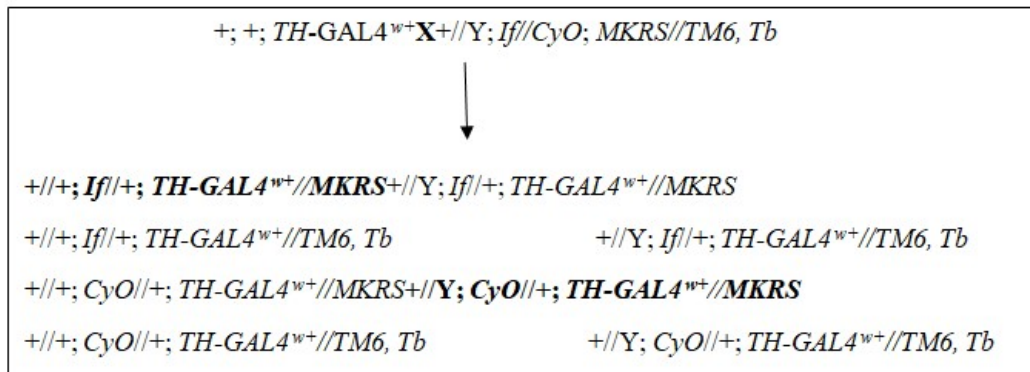 +; +; TH-GAL4ʷ⁺X+//Y; If//CyO; MKRS//TM6, Tb
+//+; If//+; TH-GAL4ʷ⁺//MKRS+//Y; If//+; TH-GAL4ʷ⁺//MKRS
+//+; If//+; TH-GAL4ʷ⁺//TM6, Tb +//Y; If//+; TH-GAL4ʷ⁺//TM6, Tb
+//+; CyO//+; TH-GAL4ʷ⁺//MKRS+//Y; CyO//+; TH-GAL4ʷ⁺//MKRS
+//+; CyO//+; TH-GAL4ʷ⁺//TM6, Tb +//Y; CyO//+; TH-GAL4ʷ⁺//TM6, Tb